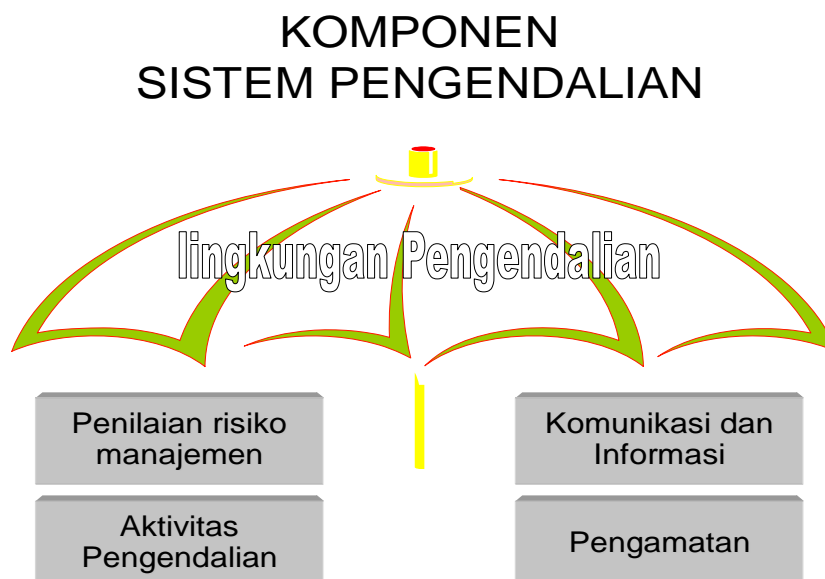 KOMPONEN
SISTEM PENGENDALIAN
lingkungan Pengendalian
Penilaian risiko
manajemen
Komunikasi dan
Informasi
Aktivitas
Pengendalian
Pengamatan